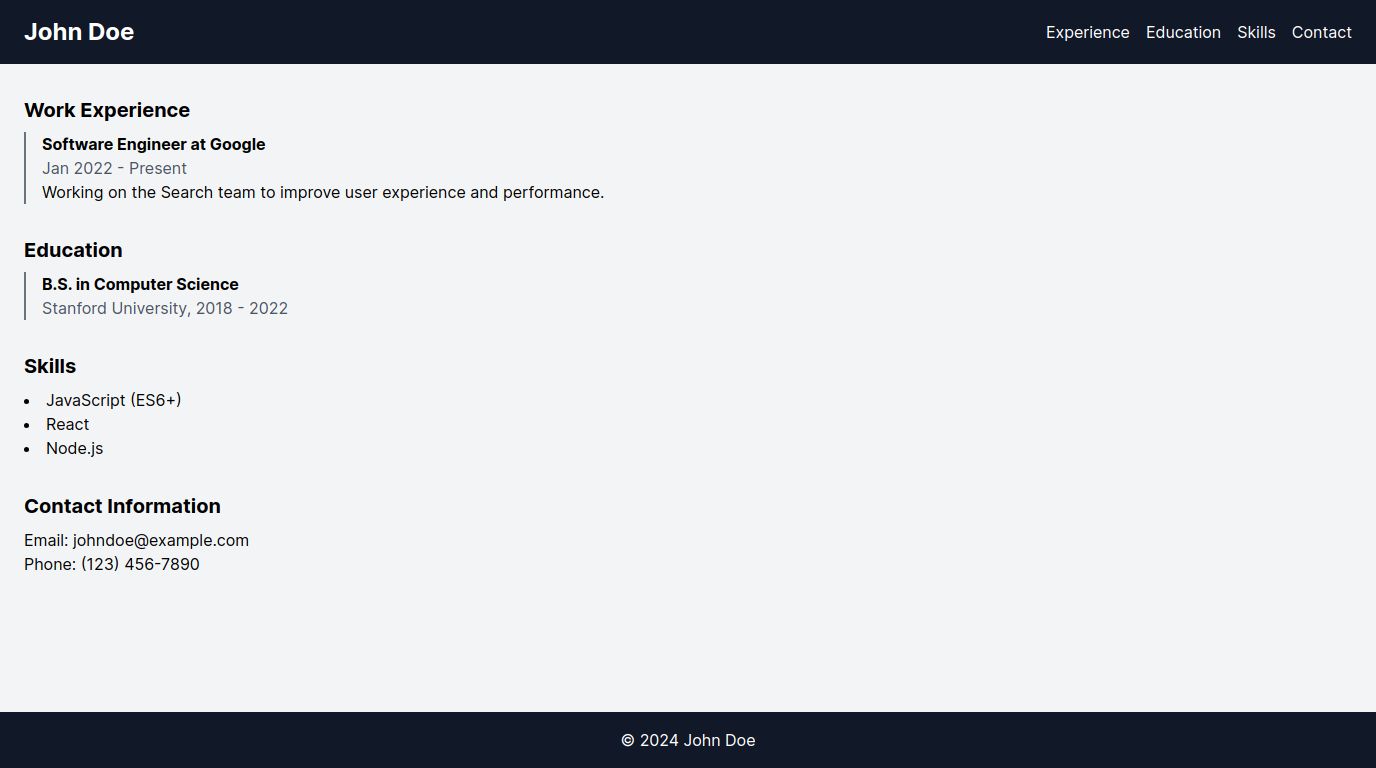 John Doe
Experience Education Skills Contact
Work Experience
Software Engineer at Google
Jan 2022 - Present
Working on the Search team to improve user experience and performance.
Education
B.S. in Computer Science
Stanford University, 2018 - 2022
Skills
• JavaScript (ES6+)
• React
• Node.js
Contact Information
Email: johndoe@example.com
Phone: (123) 456-7890
© 2024 John Doe